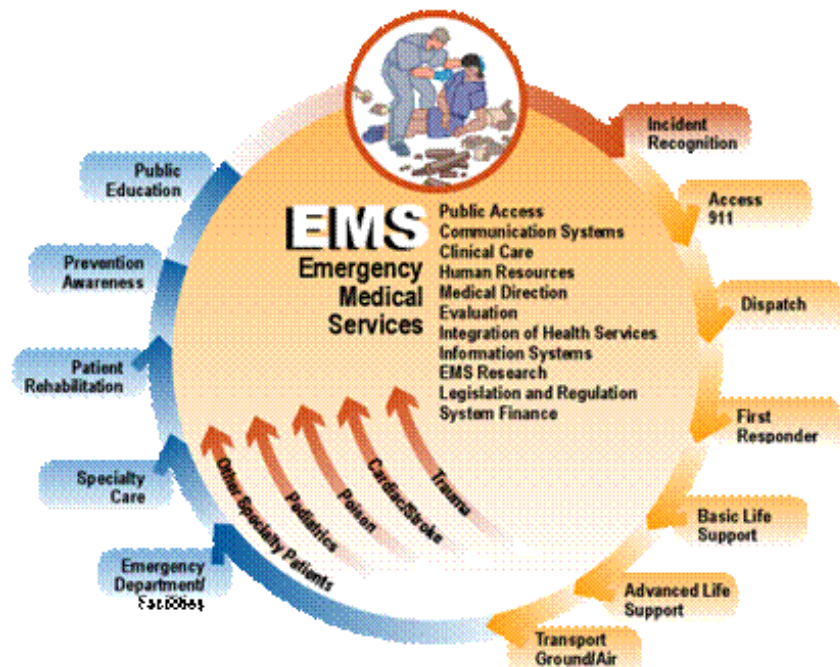 Incident
Recognition
Access
911
Dispatch
First
Responder
Basic Life
Support
Advanced Life
Support
Transport
Ground/Air
Emergency
Department/
Facilities
Specialty
Care
Patient
Rehabilitation
Prevention
Awareness
Public
Education
EMS
Emergency
Medical
Services
Public Access
Communication Systems
Clinical Care
Human Resources
Medical Direction
Evaluation
Integration of Health Services
Information Systems
EMS Research
Legislation and Regulation
System Finance
Other Specialty Patients
Pediatrics
Poison
Cardiac/Stroke
Trauma